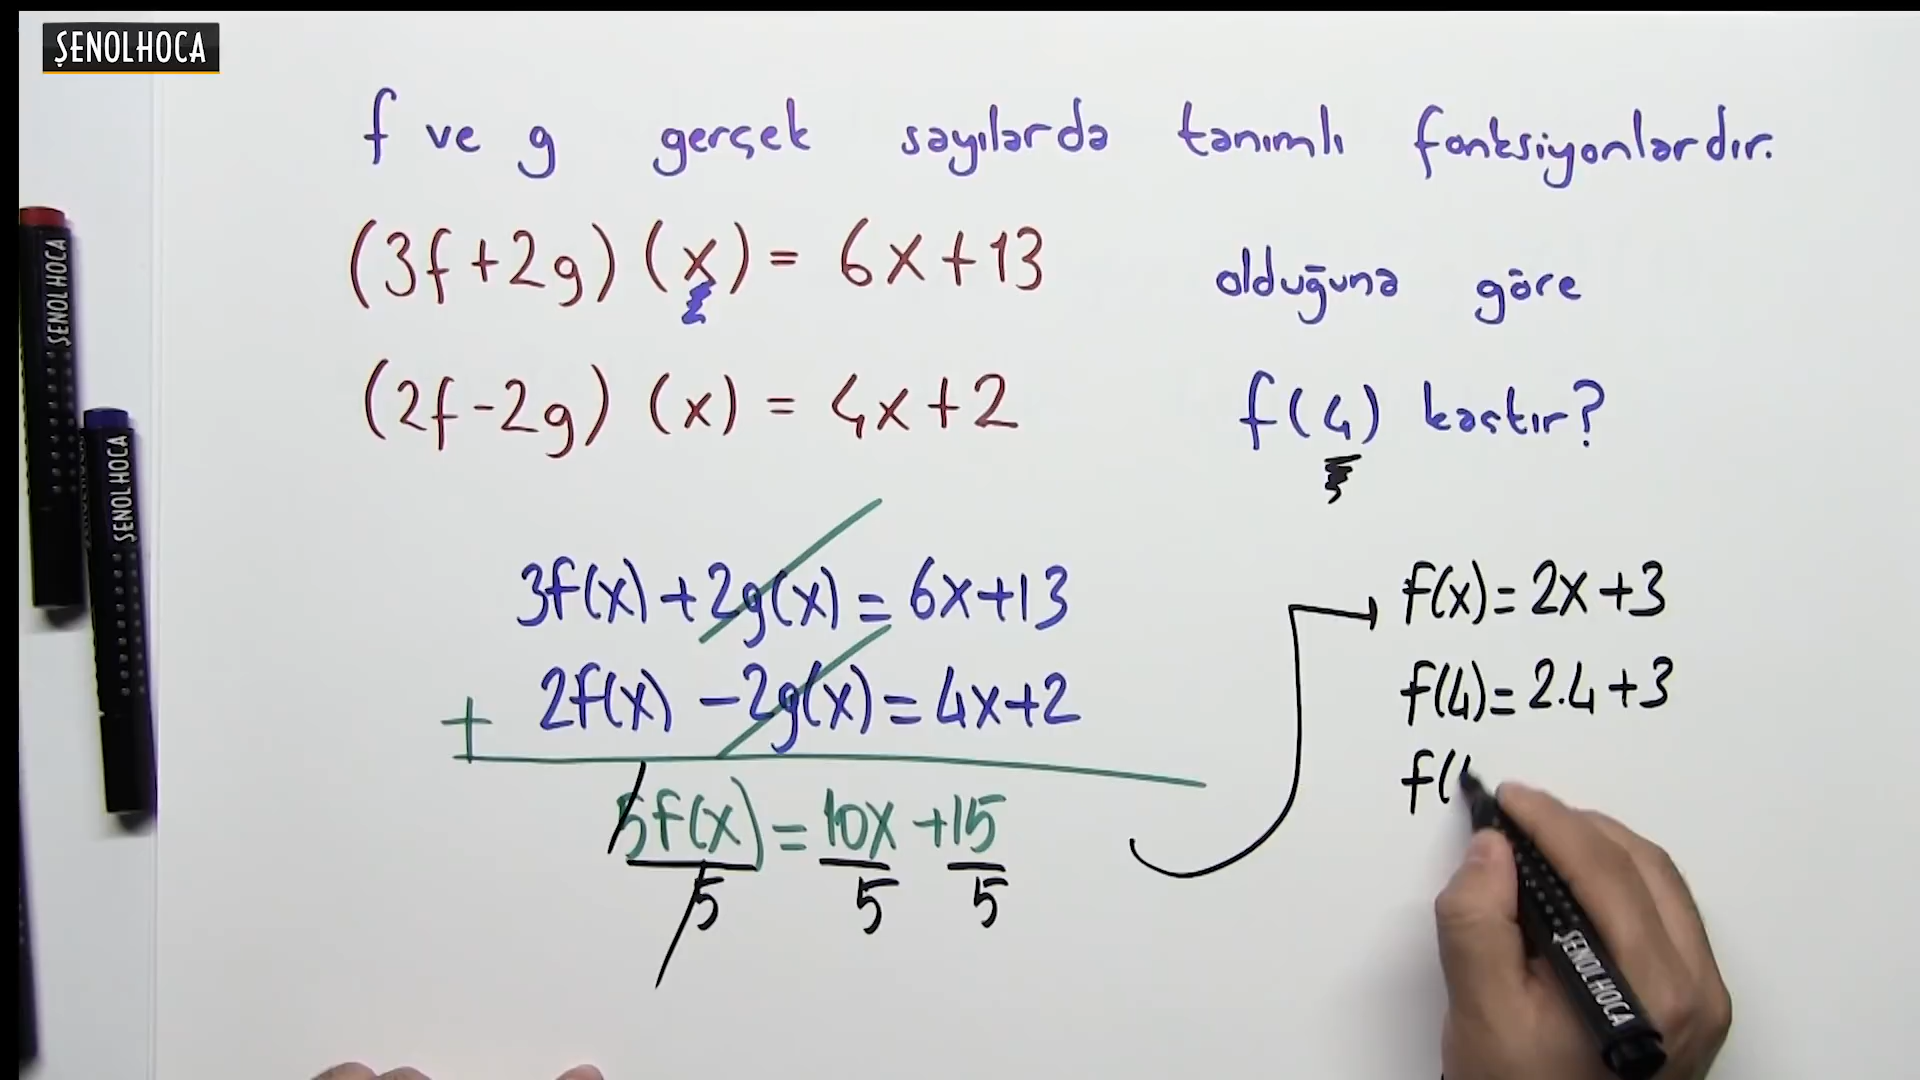 ŞENOLHOCA
f ve g gerçek sayılarda tanımlı fonksiyonlardır.
(3f+2g) (x) = 6x+13 olduğuna göre
(2f-2g) (x) = 4x+2 f(4) kaçtır?
3f(x)+2g(x)=6x+13
2f(x) -2g(x)=4x+2
+
5f(x) = 10x +15
5 5 5
f(x)=2x+3
f(4)=2.4+3
f(
ŞENOLHOCA
ŞENOLHOCA
ŞENOLHOCA